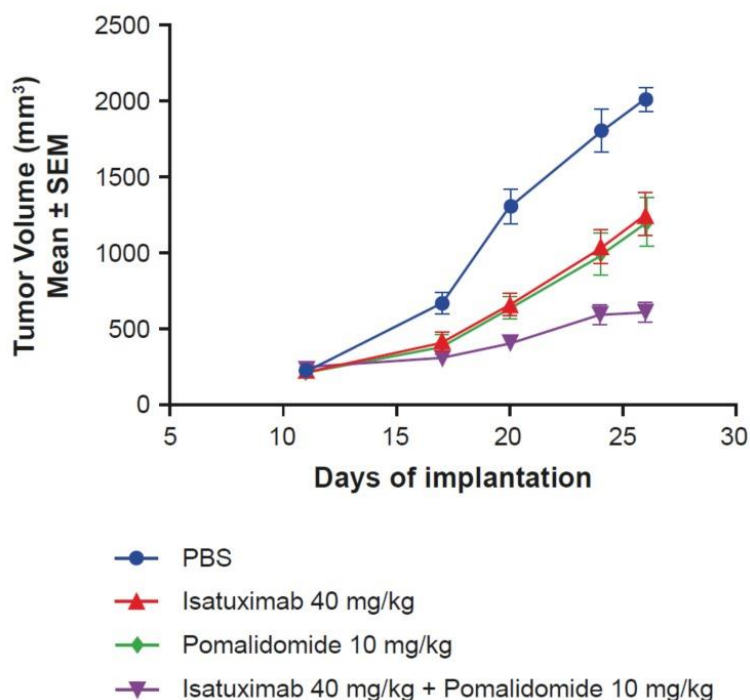 2500
2000
1500
1000
500
0
Tumor Volume (mm³)
Mean ± SEM
5 10 15 20 25 30
Days of implantation
PBS
Isatuximab 40 mg/kg
Pomalidomide 10 mg/kg
Isatuximab 40 mg/kg + Pomalidomide 10 mg/kg